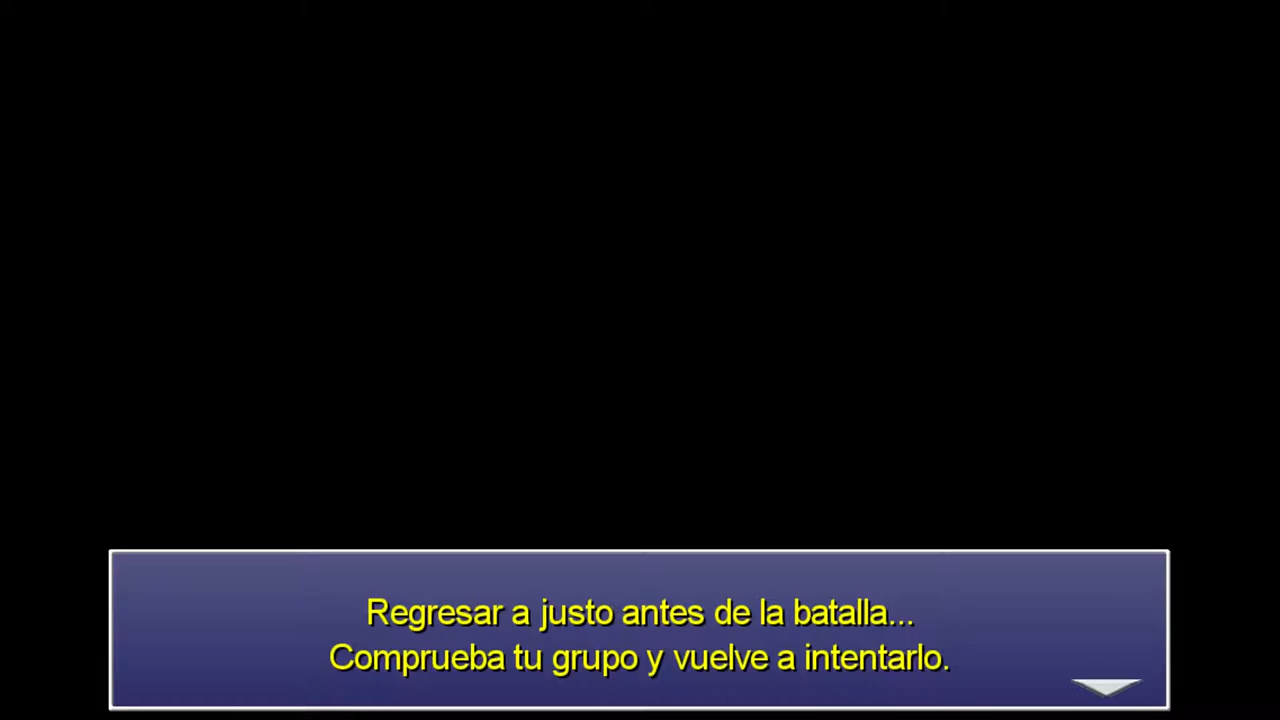 Regresar a justo antes de la batalla...
Comprueba tu grupo y vuelve a intentarlo.